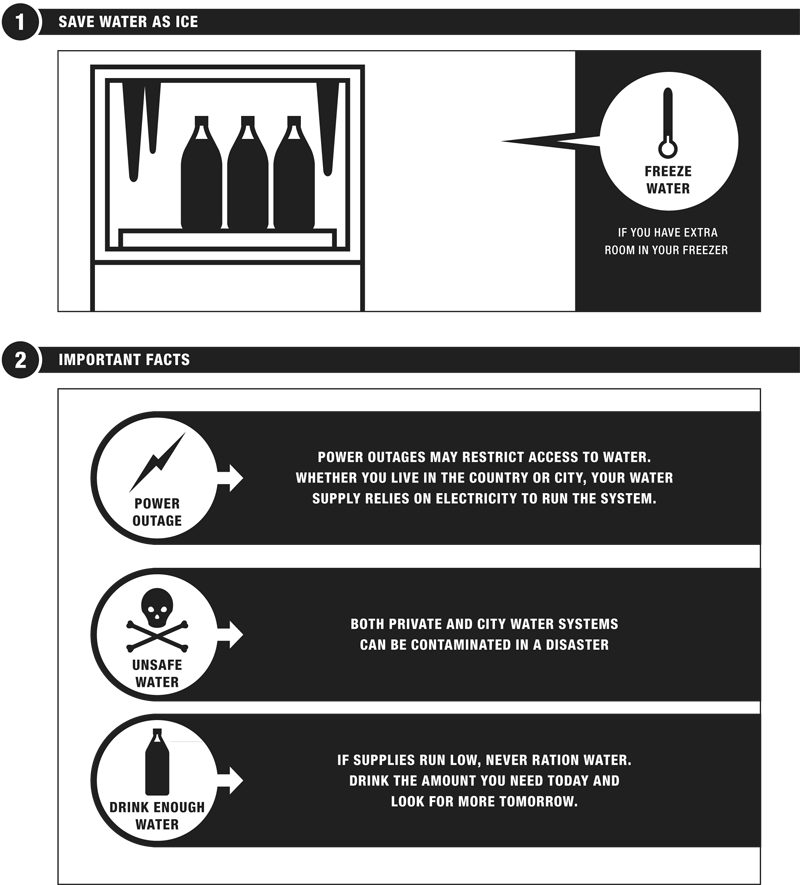 1 SAVE WATER AS ICE
FREEZE
WATER
IF YOU HAVE EXTRA
ROOM IN YOUR FREEZER
2 IMPORTANT FACTS
POWER
OUTAGE
POWER OUTAGES MAY RESTRICT ACCESS TO WATER.
WHETHER YOU LIVE IN THE COUNTRY OR CITY, YOUR WATER
SUPPLY RELIES ON ELECTRICITY TO RUN THE SYSTEM.
UNSAFE
WATER
BOTH PRIVATE AND CITY WATER SYSTEMS
CAN BE CONTAMINATED IN A DISASTER
DRINK ENOUGH
WATER
IF SUPPLIES RUN LOW, NEVER RATION WATER.
DRINK THE AMOUNT YOU NEED TODAY AND
LOOK FOR MORE TOMORROW.